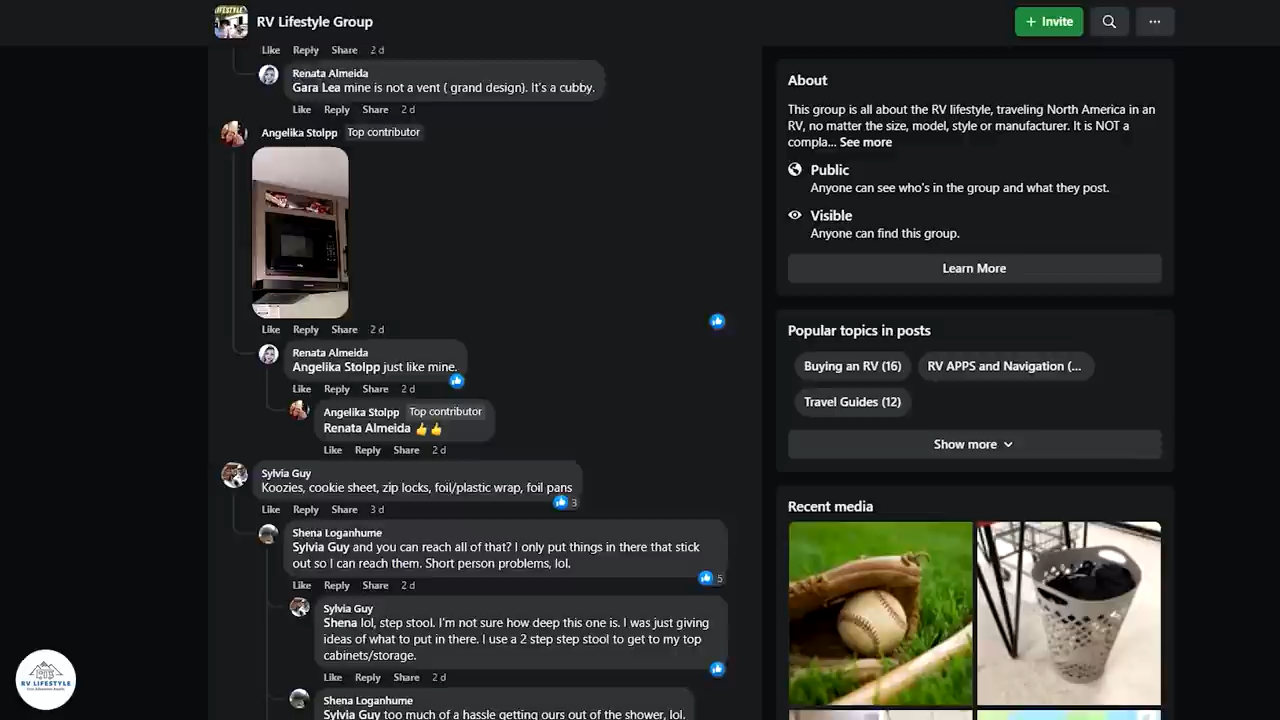 RV Lifestyle Group
+ Invite
Like Reply Share 2 d
Renata Almeida
Gara Lea mine is not a vent ( grand design). It's a cubby.
Like Reply Share 2 d
Angelika Stolpp Top contributor
Like Reply Share 2 d
Renata Almeida
Angelika Stolpp just like mine.
Like Reply Share 2 d
Angelika Stolpp Top contributor
Renata Almeida 👍👍
Like Reply Share 2 d
Sylvia Guy
Koozies, cookie sheet, zip locks, foil/plastic wrap, foil pans
3
Like Reply Share 3 d
Shena Loganhume
Sylvia Guy and you can reach all of that? I only put things in there that stick
out so I can reach them. Short person problems, lol.
5
Like Reply Share 2 d
Sylvia Guy
Shena lol, step stool. I'm not sure how deep this one is. I was just giving
ideas of what to put in there. I use a 2 step step stool to get to my top
cabinets/storage.
Like Reply Share 2 d
Shena Loganhume
Sylvia Guy too much of a hassle getting ours out of the shower, lol.
About
This group is all about the RV lifestyle, traveling North America in an
RV, no matter the size, model, style or manufacturer. It is NOT a
compla... See more
Public
Anyone can see who's in the group and what they post.
Visible
Anyone can find this group.
Learn More
Popular topics in posts
Buying an RV (16)
RV APPS and Navigation (...
Travel Guides (12)
Show more
Recent media
RV LIFESTYLE